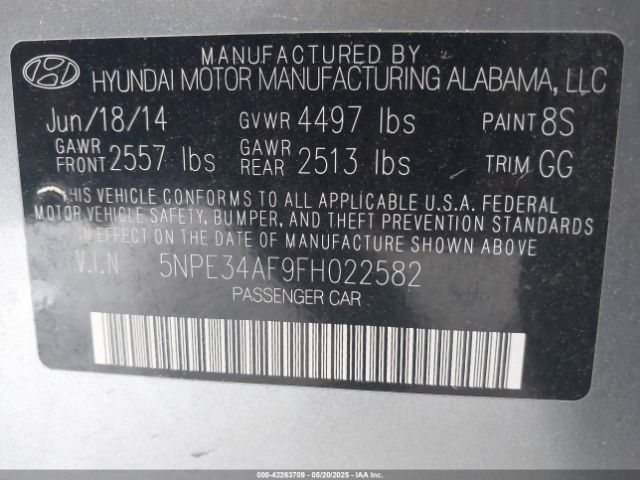 MANUFACTURED BY
HYUNDAI MOTOR MANUFACTURING ALABAMA, LLC
Jun/18/14 GVWR 4497 lbs PAINT 8S
GAWR FRONT 2557 lbs GAWR REAR 2513 lbs TRIM GG
THIS VEHICLE CONFORMS TO ALL APPLICABLE U.S.A. FEDERAL
MOTOR VEHICLE SAFETY, BUMPER, AND THEFT PREVENTION STANDARDS
IN EFFECT ON THE DATE OF MANUFACTURE SHOWN ABOVE
V.I.N 5NPE34AF9FH022582
PASSENGER CAR
000-42263709 - 05/20/2025 - IAAI.COM